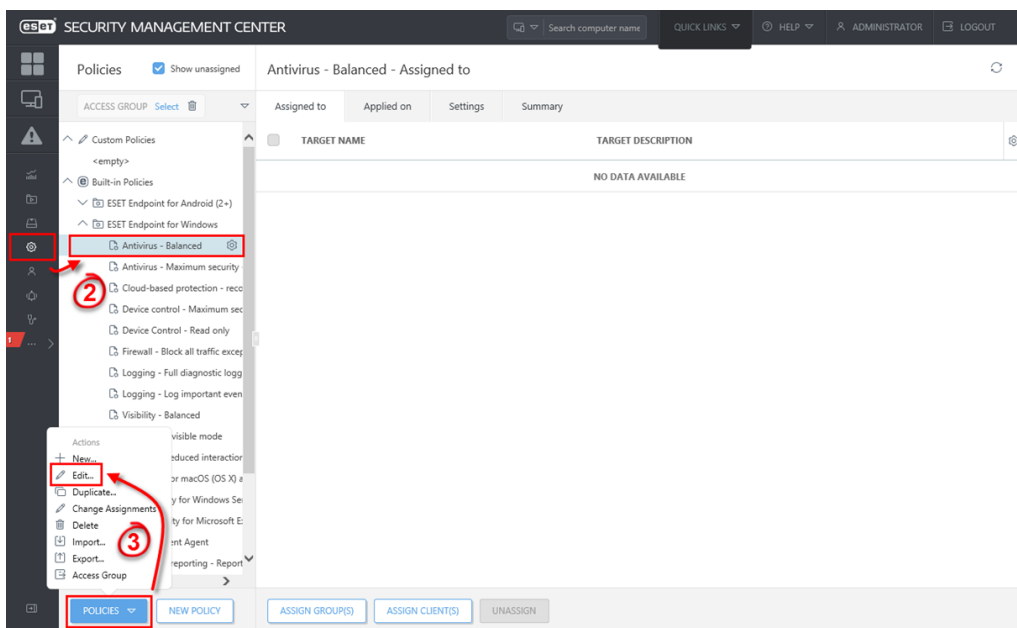 eset SECURITY MANAGEMENT CENTER
Search computer name
QUICK LINKS
HELP
ADMINISTRATOR
LOGOUT
Policies
Show unassigned
Antivirus - Balanced - Assigned to
ACCESS GROUP Select
Assigned to
Applied on
Settings
Summary
TARGET NAME
TARGET DESCRIPTION
NO DATA AVAILABLE
Custom Policies
<empty>
Built-in Policies
ESET Endpoint for Android (2+)
ESET Endpoint for Windows
Antivirus - Balanced
Antivirus - Maximum security
2
Cloud-based protection - reco
Device control - Maximum sec
Device Control - Read only
1
...
Firewall - Block all traffic excep
Logging - Full diagnostic logg
Logging - Log important even
Visibility - Balanced
visible mode
educed interaction
or macOS (OS X) a
y for Windows Se
ity for Microsoft E
ent Agent
reporting - Report
Actions
New...
Edit...
Duplicate...
Change Assignments
Delete
3
Import...
Export...
Access Group
POLICIES
NEW POLICY
ASSIGN GROUP(S)
ASSIGN CLIENT(S)
UNASSIGN